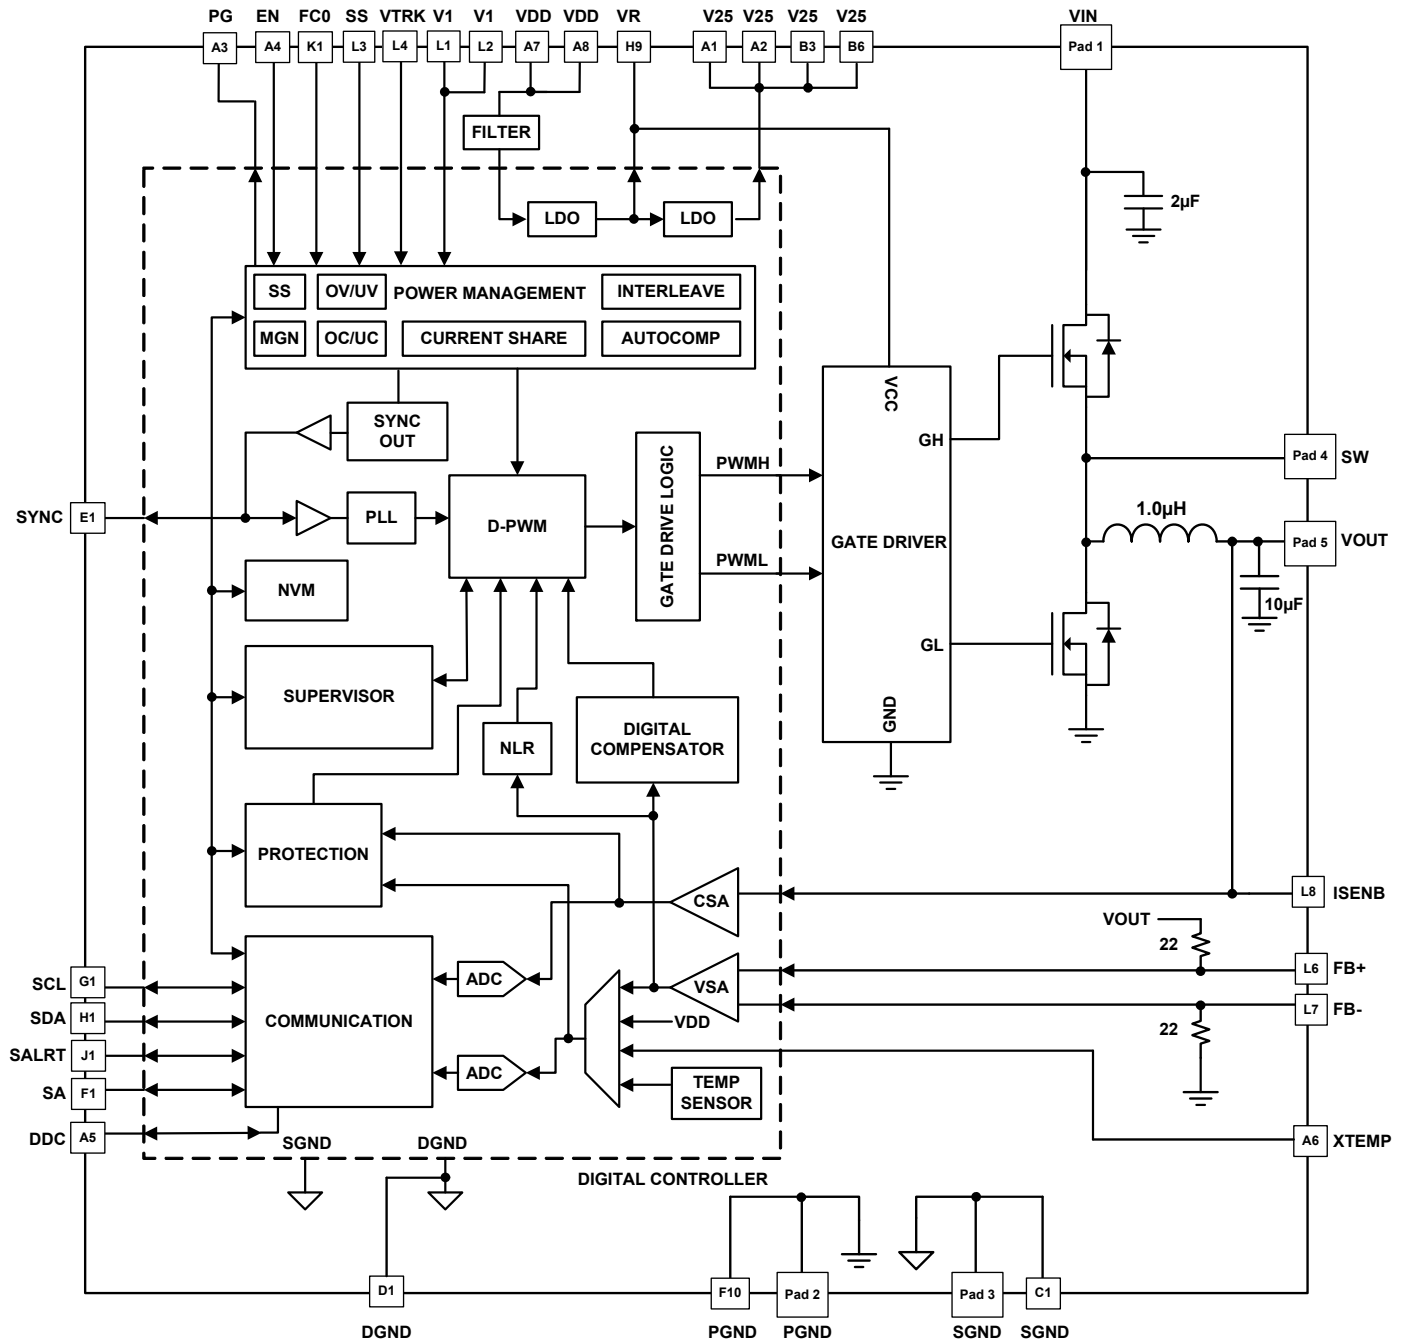 PG EN FC0 SS VTRK V1 V1 VDD VDD VR V25 V25 V25 V25 VIN
A3 A4 K1 L3 L4 L1 L2 A7 A8 H9 A1 A2 B3 B6 Pad 1
FILTER
LDO LDO
2µF
SS OV/UV POWER MANAGEMENT INTERLEAVE
MGN OC/UC CURRENT SHARE AUTOCOMP
VCC
SYNC
OUT
GH
Pad 4 SW
PWMH
SYNC E1
PLL
D-PWM
GATE DRIVE LOGIC
1.0µH
GATE DRIVER
Pad 5 VOUT
PWML
NVM
10µF
GL
SUPERVISOR
GND
NLR
DIGITAL
COMPENSATOR
PROTECTION
CSA
L8 ISENB
VOUT
22
L6 FB+
ADC
VSA
SCL G1
L7 FB-
SDA H1
COMMUNICATION
VDD
22
SALRT J1
ADC
TEMP
SENSOR
SA F1
DDC A5
A6 XTEMP
SGND DGND
DIGITAL CONTROLLER
D1 F10 Pad 2 Pad 3 C1
DGND PGND PGND SGND SGND